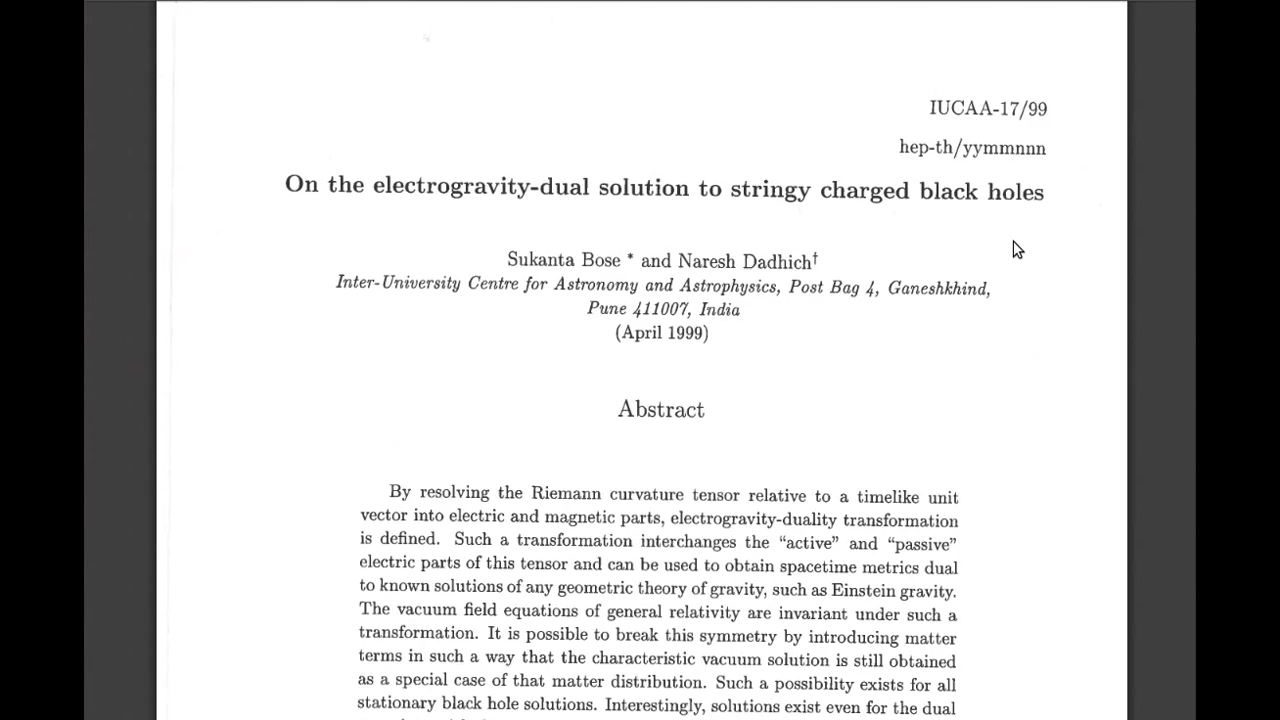 IUCAA-17/99
hep-th/yymmnnn
On the electrogravity-dual solution to stringy charged black holes
Sukanta Bose * and Naresh Dadhich†
Inter-University Centre for Astronomy and Astrophysics, Post Bag 4, Ganeshkhind,
Pune 411007, India
(April 1999)
Abstract
By resolving the Riemann curvature tensor relative to a timelike unit
vector into electric and magnetic parts, electrogravity-duality transformation
is defined. Such a transformation interchanges the “active” and “passive”
electric parts of this tensor and can be used to obtain spacetime metrics dual
to known solutions of any geometric theory of gravity, such as Einstein gravity.
The vacuum field equations of general relativity are invariant under such a
transformation. It is possible to break this symmetry by introducing matter
terms in such a way that the characteristic vacuum solution is still obtained
as a special case of that matter distribution. Such a possibility exists for all
stationary black hole solutions. Interestingly, solutions exist even for the dual